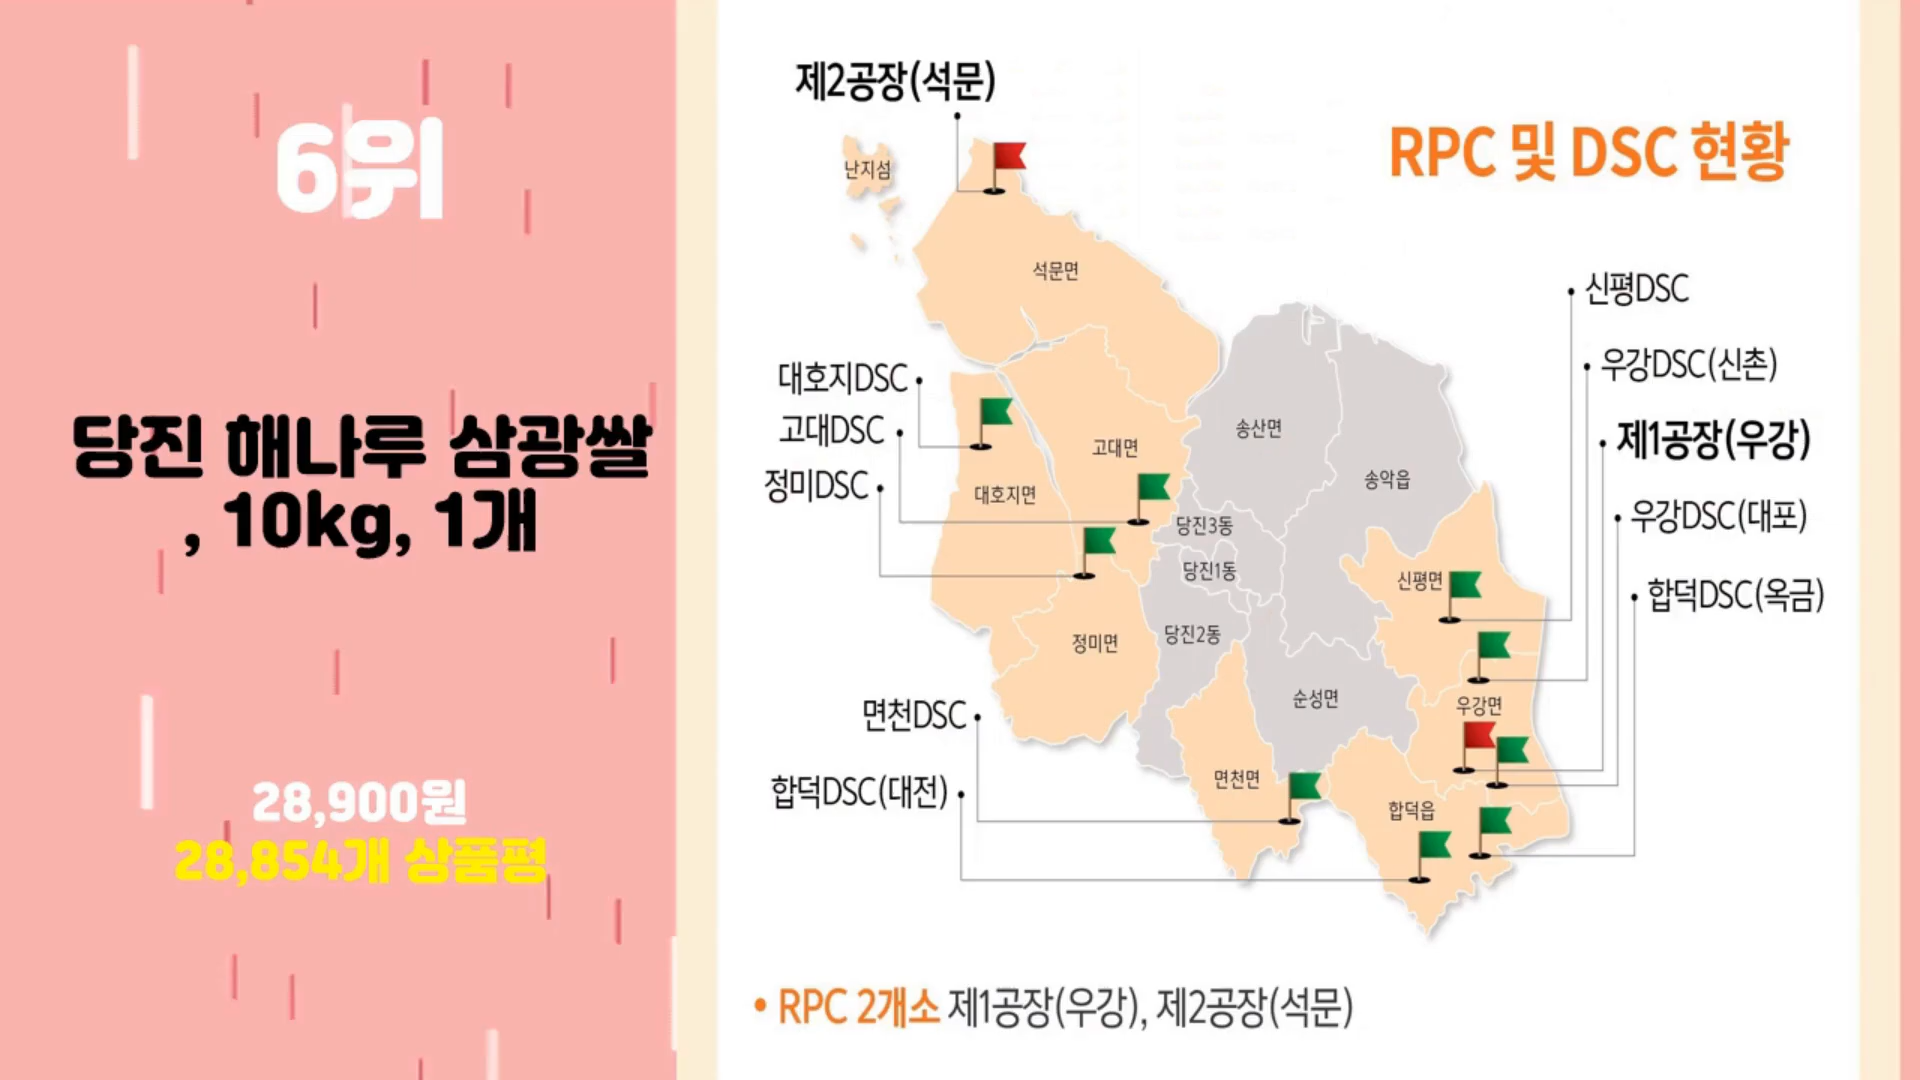 6위
당진 해나루 삼광쌀
, 10kg, 1개
28,900원
28,854개 상품평
RPC 및 DSC 현황
제2공장(석문)
난지섬
석문면
신평DSC
우강DSC(신촌)
제1공장(우강)
우강DSC(대포)
합덕DSC(옥금)
대호지DSC
고대DSC
정미DSC
면천DSC
합덕DSC(대전)
송산면
고대면
송악읍
대호지면
당진3동
당진1동
신평면
당진2동
정미면
순성면
우강면
면천면
합덕읍
• RPC 2개소 제1공장(우강), 제2공장(석문)